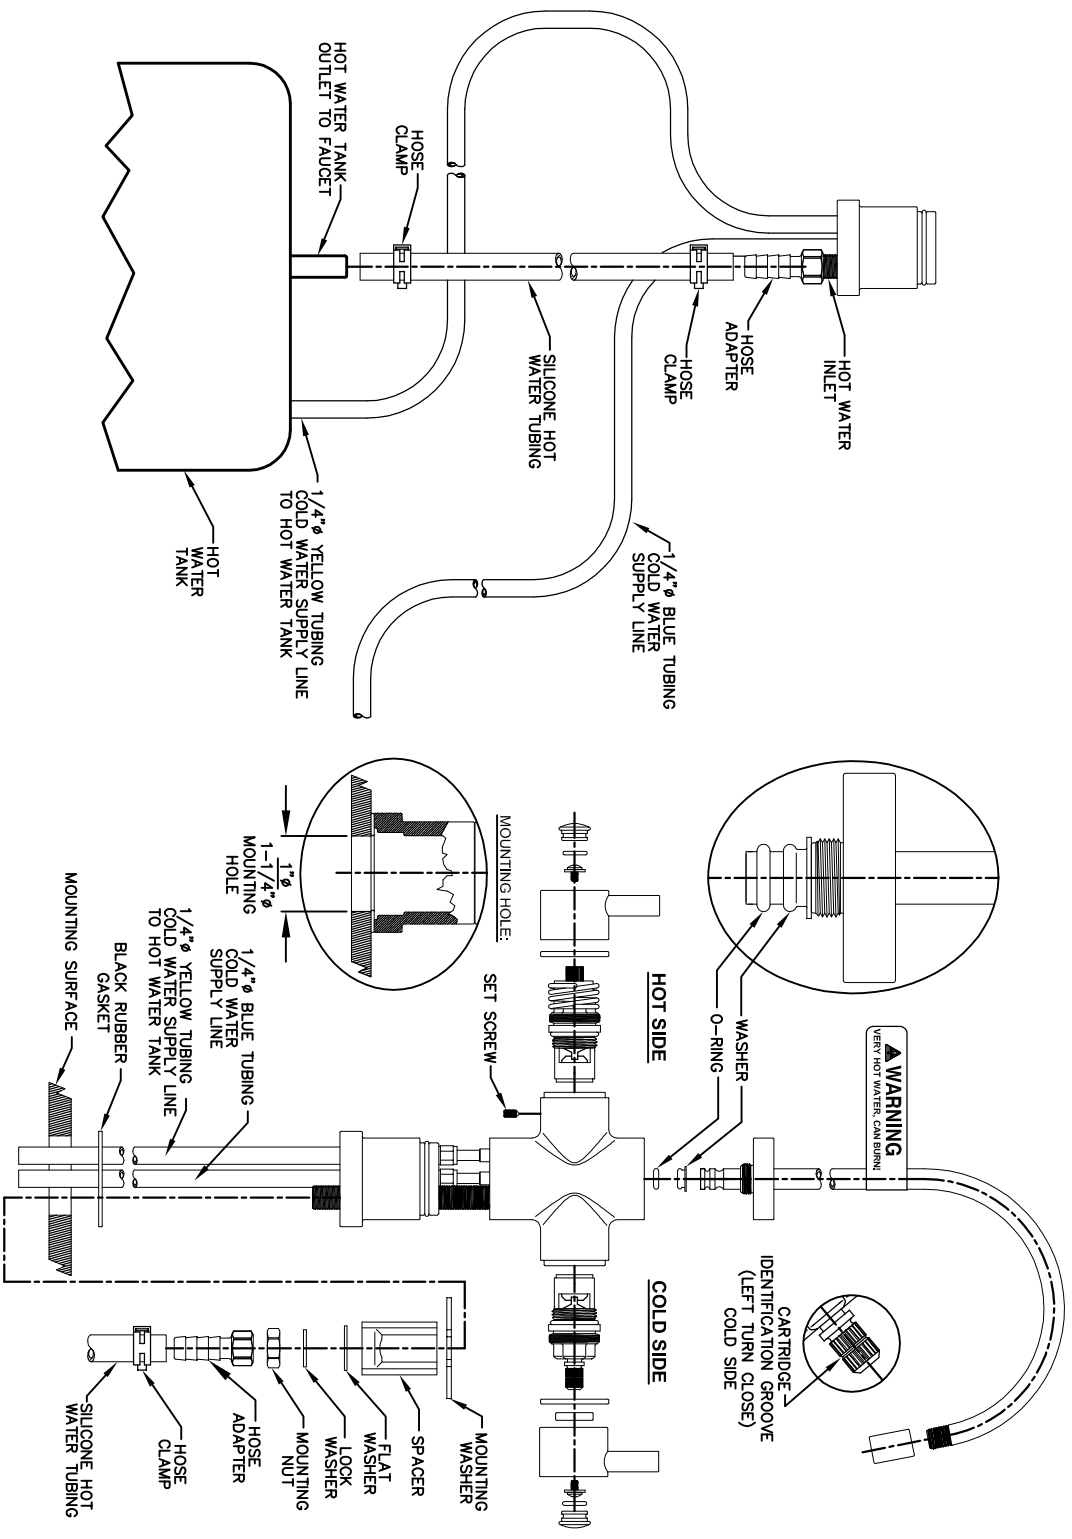 HOT WATER TANK
OUTLET TO FAUCET
HOSE
CLAMP
HOT WATER
INLET
HOSE
ADAPTER
HOSE
CLAMP
SILICONE HOT
WATER TUBING
1/4"ø BLUE TUBING
COLD WATER
SUPPLY LINE
1/4"ø YELLOW TUBING
COLD WATER SUPPLY LINE
TO HOT WATER TANK
HOT
WATER
TANK
WASHER
O-RING
WARNING
VERY HOT WATER, CAN BURN!
MOUNTING HOLE:
1"ø
1-1/4"ø
MOUNTING
HOLE
HOT SIDE
SET SCREW
COLD SIDE
CARTRIDGE
IDENTIFICATION GROOVE
(LEFT TURN CLOSE)
COLD SIDE
1/4"ø BLUE TUBING
COLD WATER
SUPPLY LINE
1/4"ø YELLOW TUBING
COLD WATER SUPPLY LINE
TO HOT WATER TANK
BLACK RUBBER
GASKET
MOUNTING SURFACE
MOUNTING
WASHER
SPACER
FLAT
WASHER
LOCK
WASHER
MOUNTING
NUT
HOSE
ADAPTER
HOSE
CLAMP
SILICONE HOT
WATER TUBING